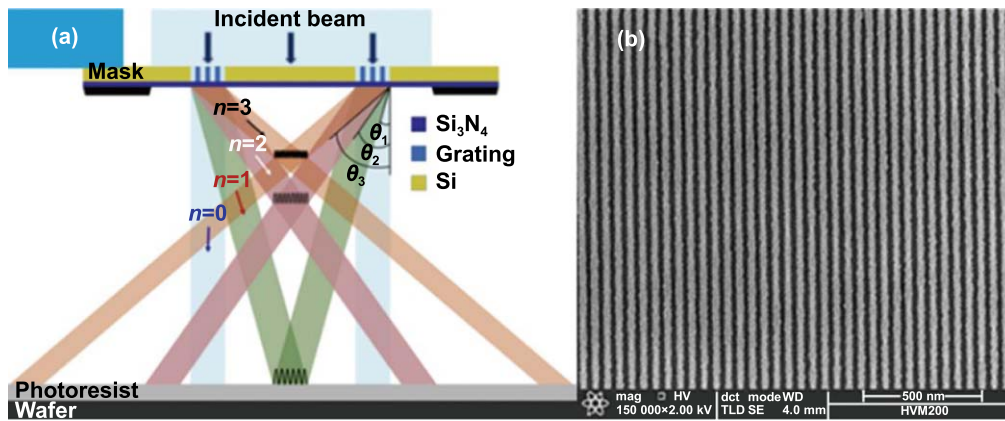 (a)
Incident beam
Mask
n=3
n=2
n=1
n=0
θ1
θ2
θ3
Si3N4
Grating
Si
Photoresist
Wafer
(b)
mag HV dct mode WD 500 nm
150 000×2.00 kV TLD SE 4.0 mm HVM200